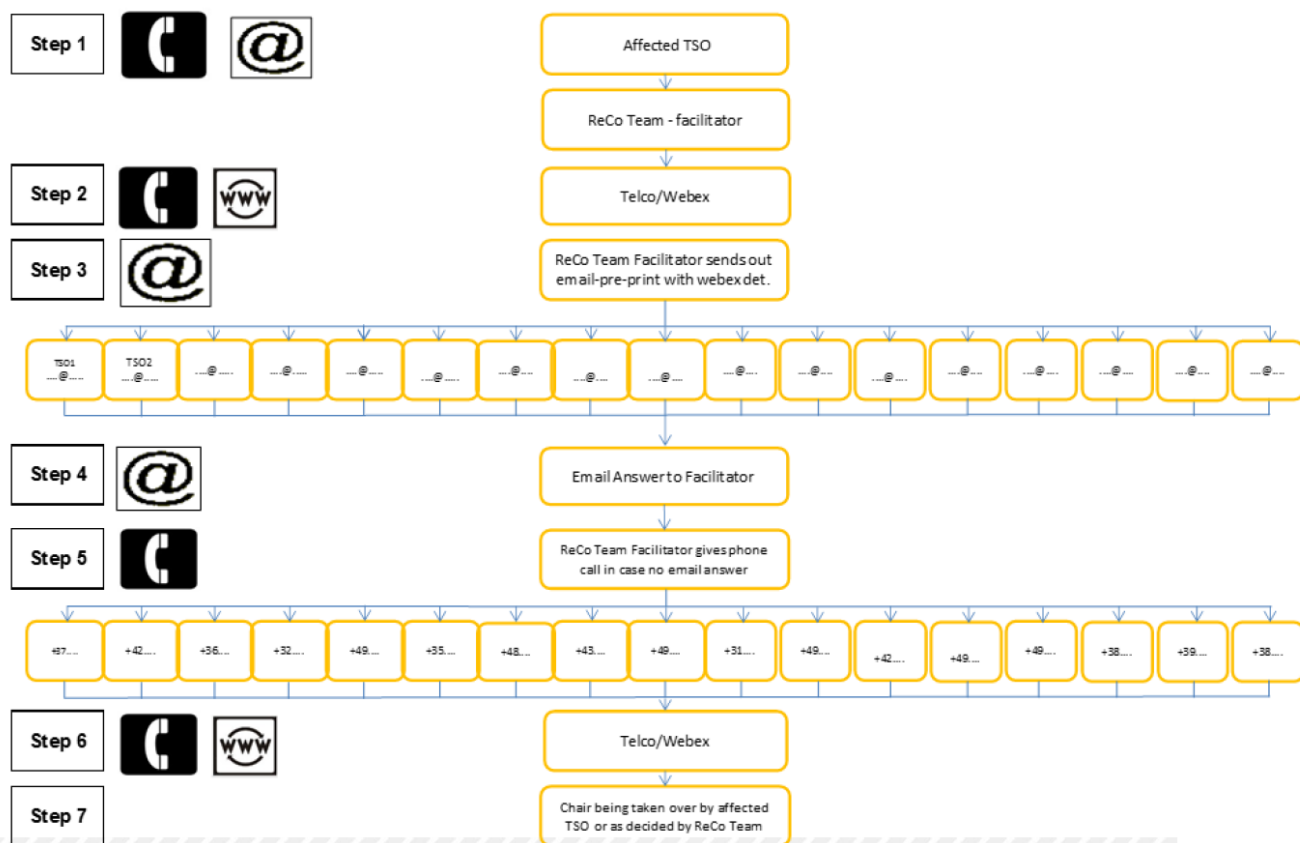 Step 1
@
Affected TSO
ReCo Team - facilitator
Step 2
WWW
Telco/Webex
Step 3
@
ReCo Team Facilitator sends out
email-pre-print with webex det.
TSO1
....@.....
TSO2
....@.....
....@.....
....@.....
....@.....
....@.....
....@....
....@....
....@....
....@....
....@....
....@....
....@....
....@....
....@....
....@....
....@....
Step 4
@
Email Answer to Facilitator
Step 5
ReCo Team Facilitator gives phone
call in case no email answer
+37....
+42....
+36....
+32....
+49....
+35....
+48....
+43....
+49....
+31....
+49....
+42....
+49....
+49....
+38....
+39....
+38....
Step 6
WWW
Telco/Webex
Step 7
Chair being taken over by affected
TSO or as decided by ReCo Team